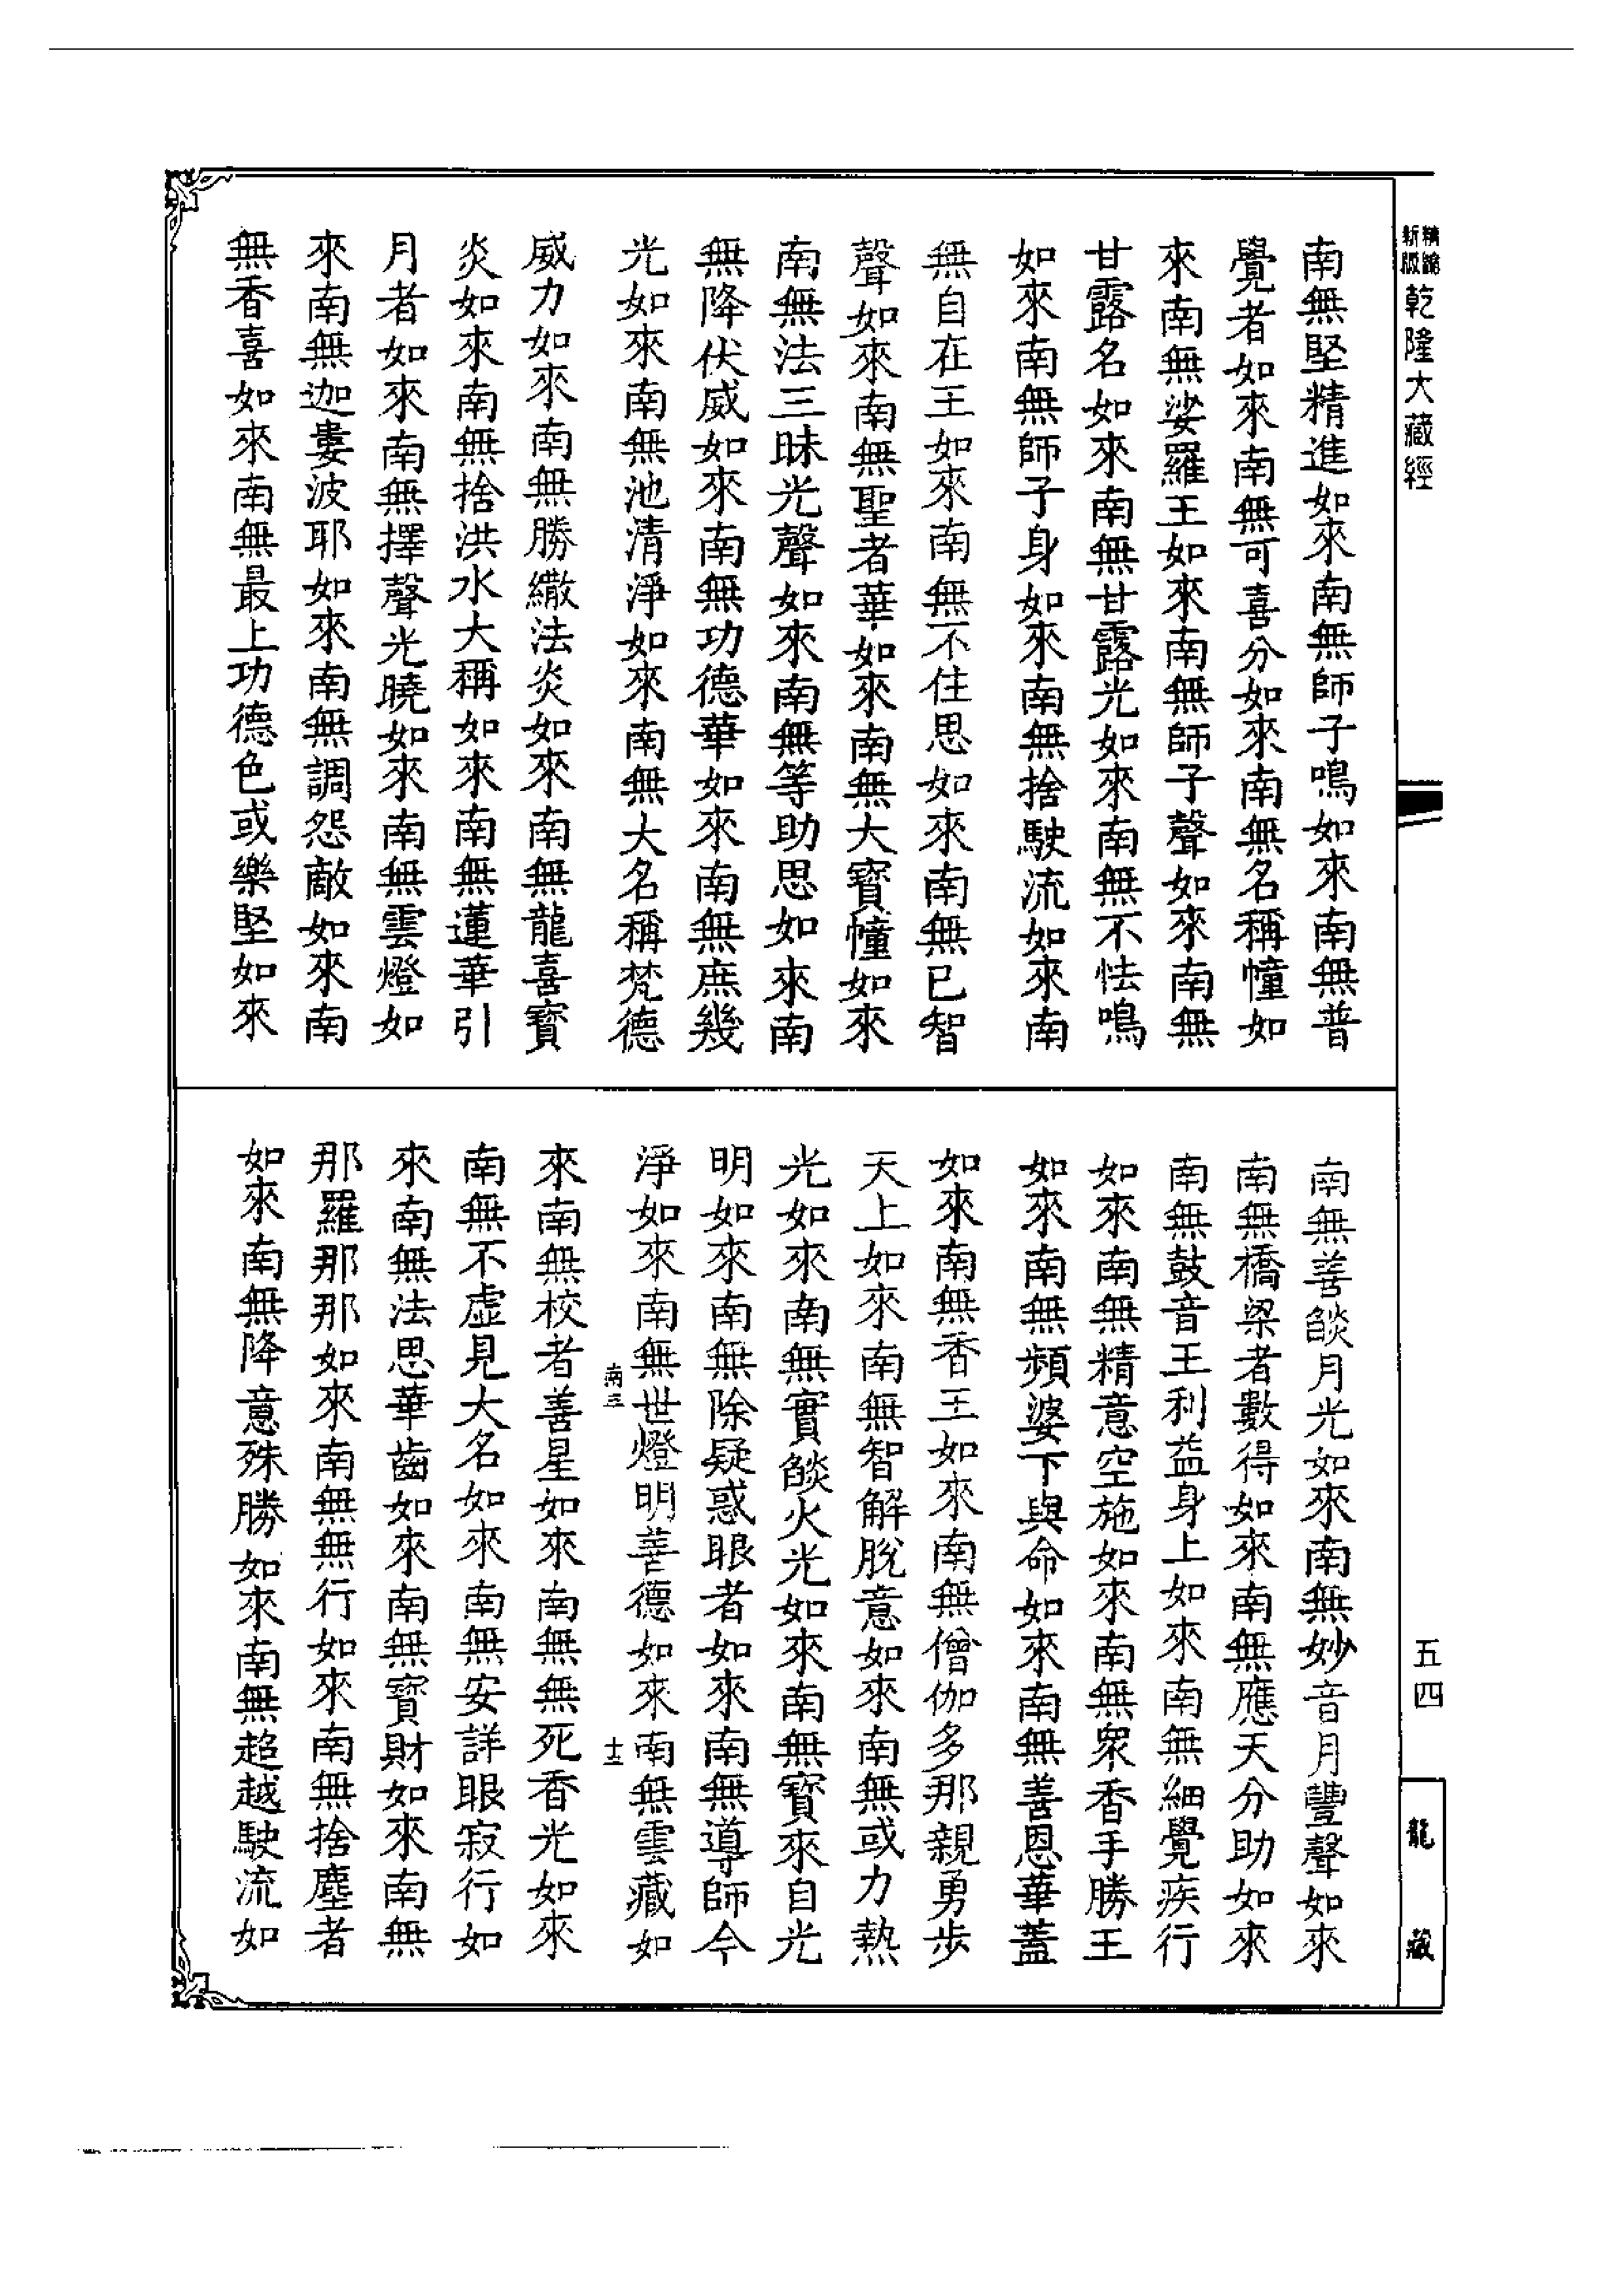 精縮
新版
乾隆大藏經
南無堅精進如來南無師子鳴如來南無普
覺者如來南無可喜分如來南無名稱幢如
來南無娑羅王如來南無師子聲如來南無
甘露名如來南無甘露光如來南無不怯鳴
如來南無師子身如來南無捨駛流如來南
無自在王如來南無不住思如來南無已智
聲如來南無聖者華如來南無大寶幢如來
南無法三昧光聲如來南無等助思如來南
無降伏威如來南無功德華如來南無庶幾
光如來南無池清淨如來南無大名稱梵德
威力如來南無勝繖法炎如來南無龍喜寶
炎如來南無捨洪水大稱如來南無蓮華引
月者如來南無擇聲光曉如來南無雲燈如
來南無迦婁波耶如來南無調怨敵如來南
無香喜如來南無最上功德色或樂堅如來
南無善燄月光如來南無妙音月豐聲如來
南無橋梁者數得如來南無應天分助如來
南無鼓音王利益身上如來南無細覺疾行
如來南無精意空施如來南無眾香手勝王
如來南無頻婆下與命如來南無善恩華蓋
如來南無香王如來南無僧伽多那親勇步
天上如來南無智解脫意如來南無或力熱
光如來南無實燄火光如來南無寶來自光
明如來南無除疑惑眼者如來南無導師令
淨如來南無世燈明善德如來南無雲藏如
南三
十三
來南無校者善星如來南無無死香光如來
南無不虛見大名如來南無安詳眼寂行如
來南無法思華齒如來南無寶財如來南無
那羅那那如來南無無行如來南無捨塵者
如來南無降意殊勝如來南無超越駛流如
五四
龍藏